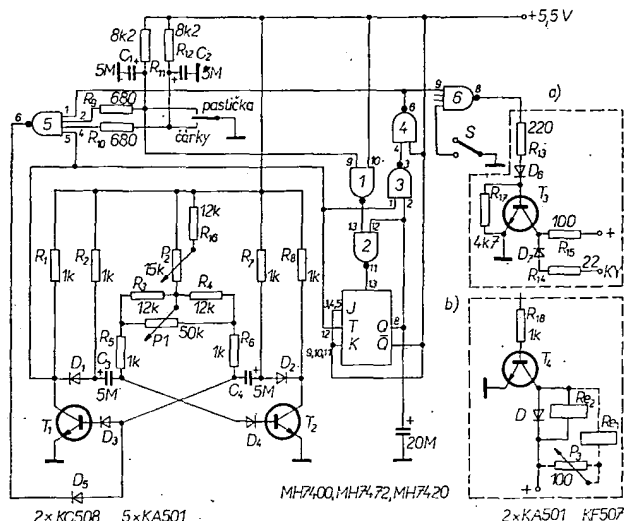 +5,5 V
8k2 8k2
R11 R12
C1 C2
5M 5M
R9 680
pastička
čárky
R10 680
6 5 1 2 4 5
9 6 8
a)
220
R13
D6
S
T3
R17
4k7
100
R15
+
D7
R14
22
KY
6 4 4 5
3 3 1 2
9 10
1
13 12
2
11
13
12k
R16
R1 1k
R2 1k
P2
15k
R7 1k
R8 1k
R3 12k
R4 12k
50k
P1
R5 1k
R6 1k
3,4,5 J
12 T
9,10,11 K
Q 8
Q̅
D1 C3 5M
C4 5M D2
T1 D3
D4 T2
D5
20M
b)
R18
1k
T4
D
Re2
Re1
P3
100
+
MH7400, MH7472, MH7420
2×KC508 5×KA501
2×KA501 KF507